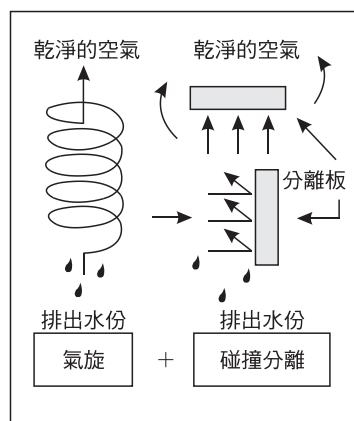 乾淨的空氣
乾淨的空氣
分離板
排出水份
排出水份
氣旋
+
碰撞分離